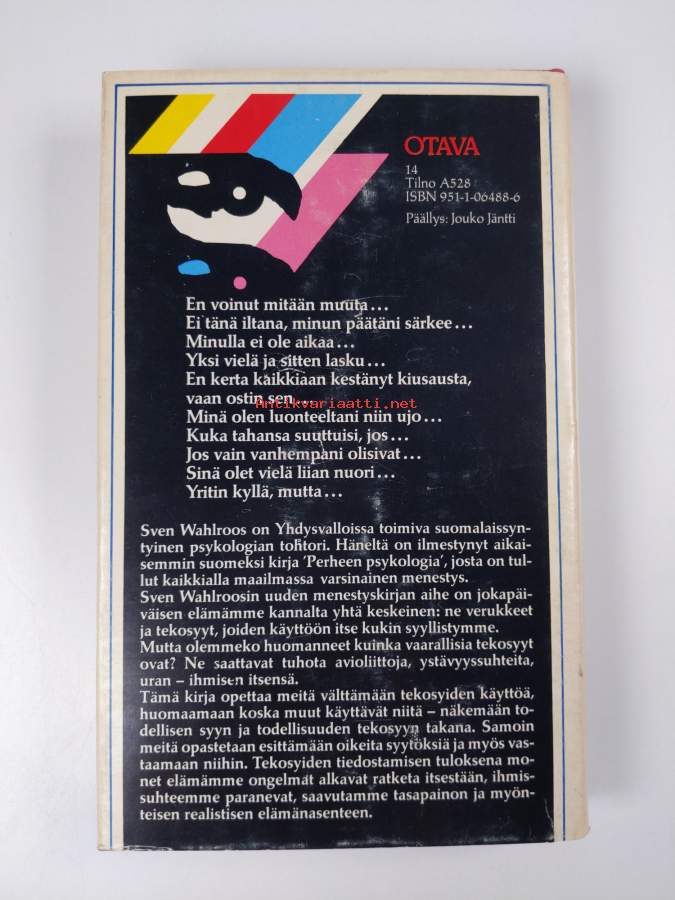 OTAVA
14
Tilno A528
ISBN 951-1-06488-6
Päällys: Jouko Jäntti
En voinut mitään muuta...
Ei tänä iltana, minun päätäni särkee...
Minulla ei ole aikaa...
Yksi vielä ja sitten lasku...
En kerta kaikkiaan kestänyt kiusausta,
vaan ostin sen...
Antikvariaatti.net
Minä olen luonteeltani niin ujo...
Kuka tahansa suuttuisi, jos...
Jos vain vanhempani olisivat...
Sinä olet vielä liian nuori...
Yritin kyllä, mutta...
Sven Wahlroos on Yhdysvalloissa toimiva suomalaissyn-
tyinen psykologian tohtori. Häneltä on ilmestynyt aikai-
semmin suomeksi kirja 'Perheen psykologia', josta on tul-
lut kaikkialla maailmassa varsinainen menestys.
Sven Wahlroosin uuden menestyskirjan aihe on jokapäi-
väisen elämämme kannalta yhtä keskeinen: ne verukkeet
ja tekosyyt, joiden käyttöön itse kukin syyllistymme.
Mutta olemmeko huomanneet kuinka vaarallisia tekosyyt
ovat? Ne saattavat tuhota avioliittoja, ystävyyssuhteita,
uran – ihmisen itsensä.
Tämä kirja opettaa meitä välttämään tekosyiden käyttöä,
huomaamaan koska muut käyttävät niitä – näkemään to-
dellisen syyn ja todellisuuden tekosyyn takana. Samoin
meitä opastetaan esittämään oikeita syytöksiä ja myös vas-
taamaan niihin. Tekosyiden tiedostamisen tuloksena mo-
net elämämme ongelmat alkavat ratketa itsestään, ihmis-
suhteemme paranevat, saavutamme tasapainon ja myön-
teisen realistisen elämänasenteen.